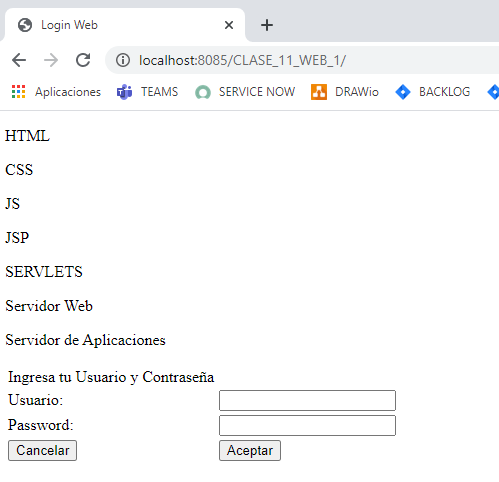 Login Web
localhost:8085/CLASE_11_WEB_1/
Aplicaciones TEAMS SERVICE NOW DRAWio BACKLOG
HTML
CSS
JS
JSP
SERVLETS
Servidor Web
Servidor de Aplicaciones
Ingresa tu Usuario y Contraseña
Usuario:
Password:
Cancelar Aceptar